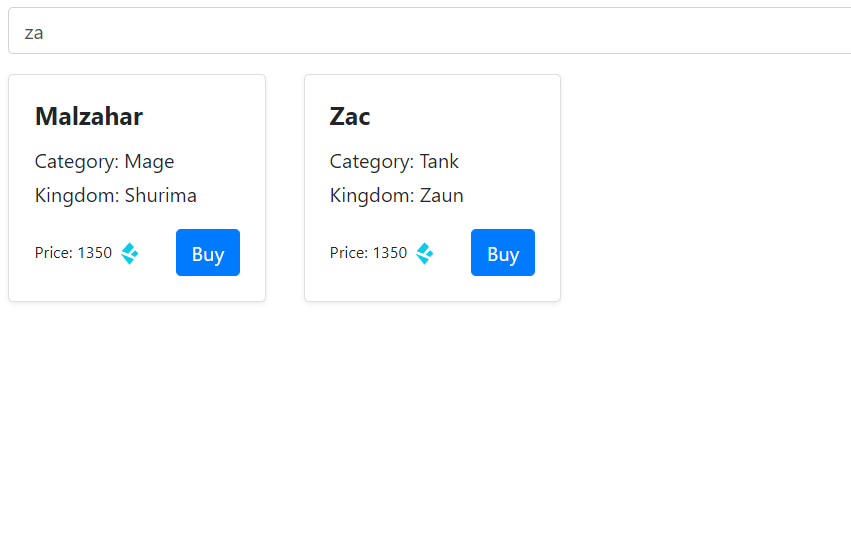 za
Malzahar
Category: Mage
Kingdom: Shurima
Price: 1350
Buy
Zac
Category: Tank
Kingdom: Zaun
Price: 1350
Buy